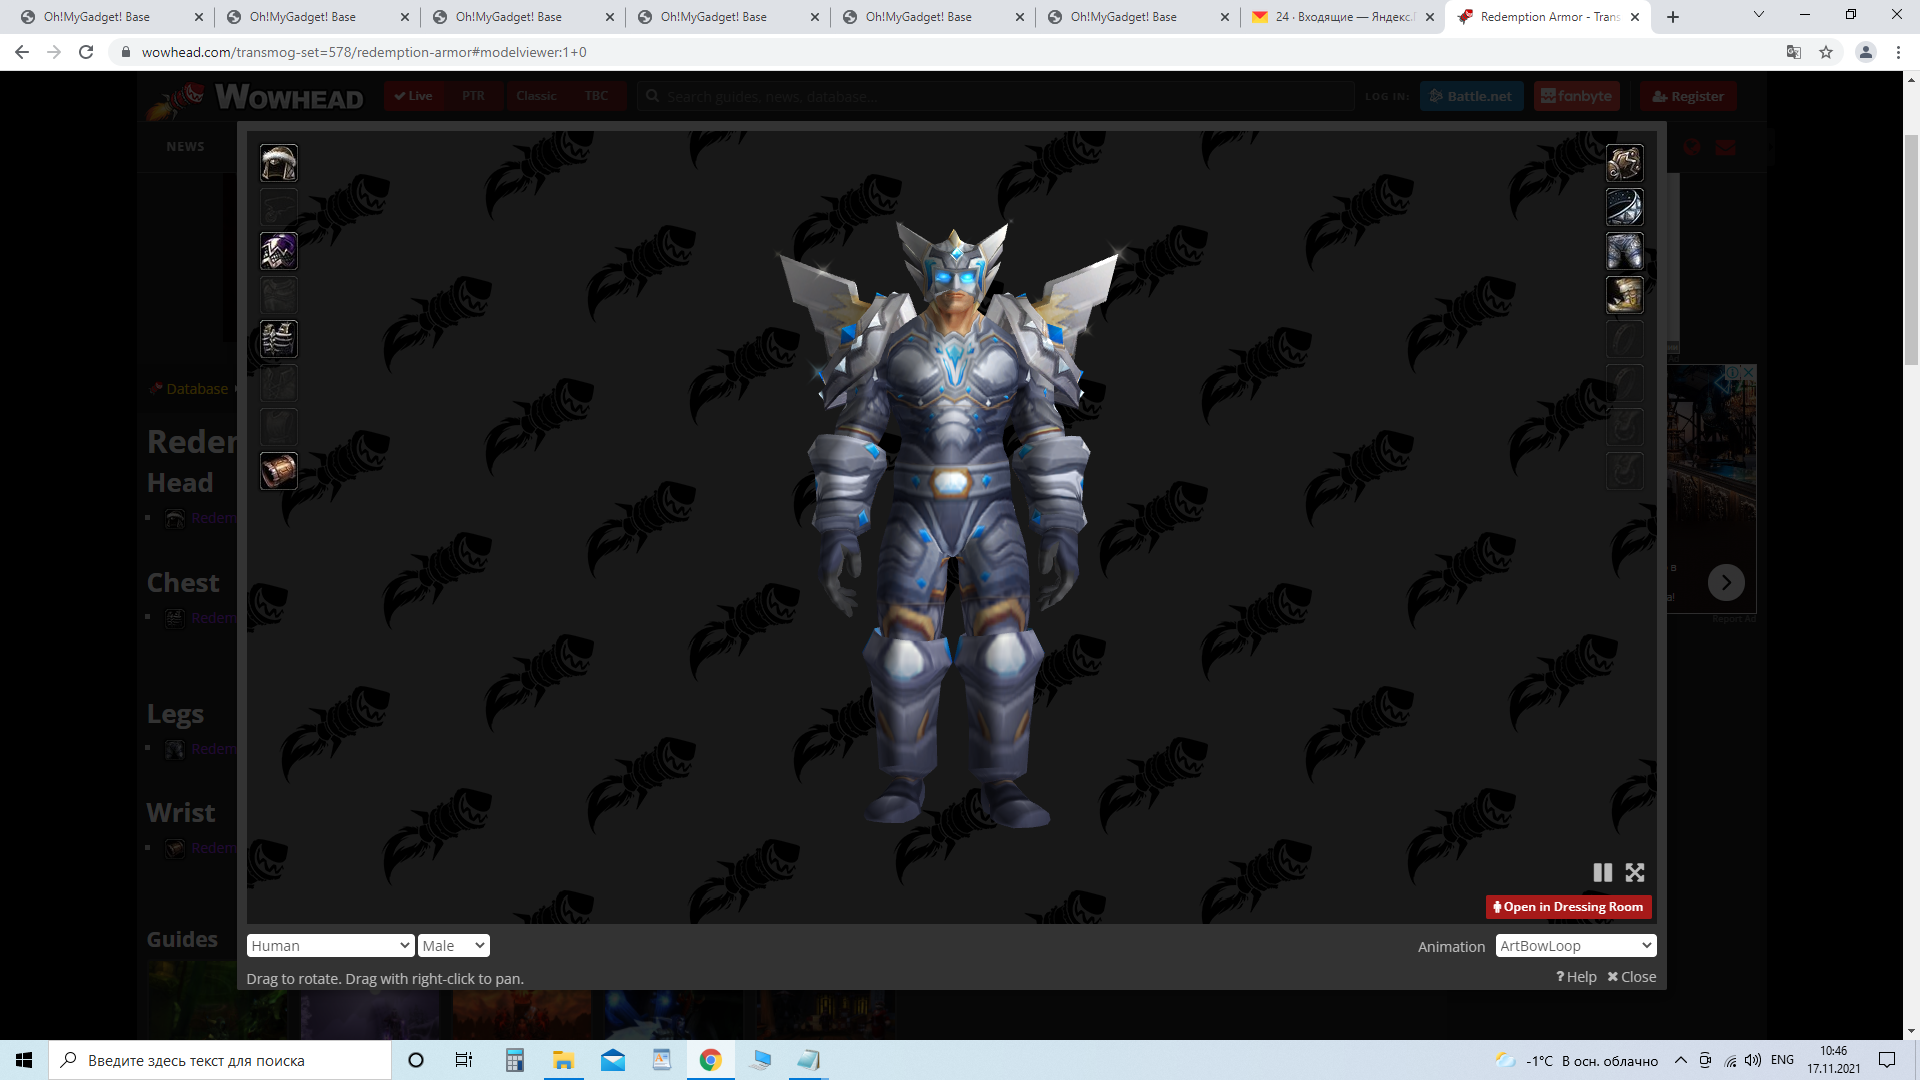 Oh!MyGadget! Base
Oh!MyGadget! Base
Oh!MyGadget! Base
Oh!MyGadget! Base
Oh!MyGadget! Base
Oh!MyGadget! Base
24 · Входящие — Яндекс.
Redemption Armor - Trans
wowhead.com/transmog-set=578/redemption-armor#modelviewer:1+0
WOWHEAD
Live
PTR
Classic
TBC
Search guides, news, database...
LOG IN:
Battle.net
fanbyte
Register
NEWS
Database
Redem
Head
Redem
Chest
Redem
Legs
Redem
Wrist
Redem
Guides
Report Ad
Open in Dressing Room
Human
Male
Animation
ArtBowLoop
Drag to rotate. Drag with right-click to pan.
? Help
Close
Введите здесь текст для поиска
-1°C В осн. облачно
ENG
10:46
17.11.2021